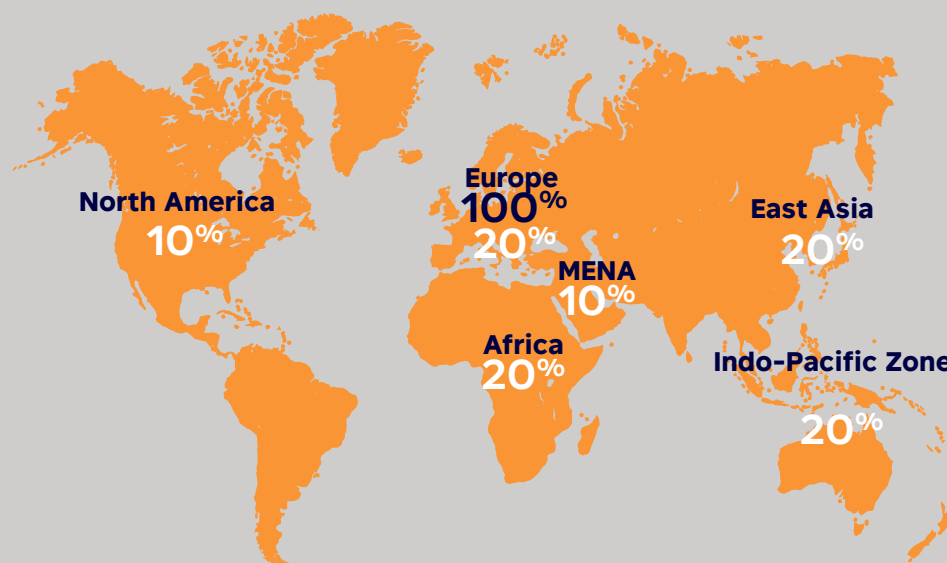 North America
10%
Europe
100%
20%
East Asia
20%
MENA
10%
Africa
20%
Indo-Pacific Zone
20%